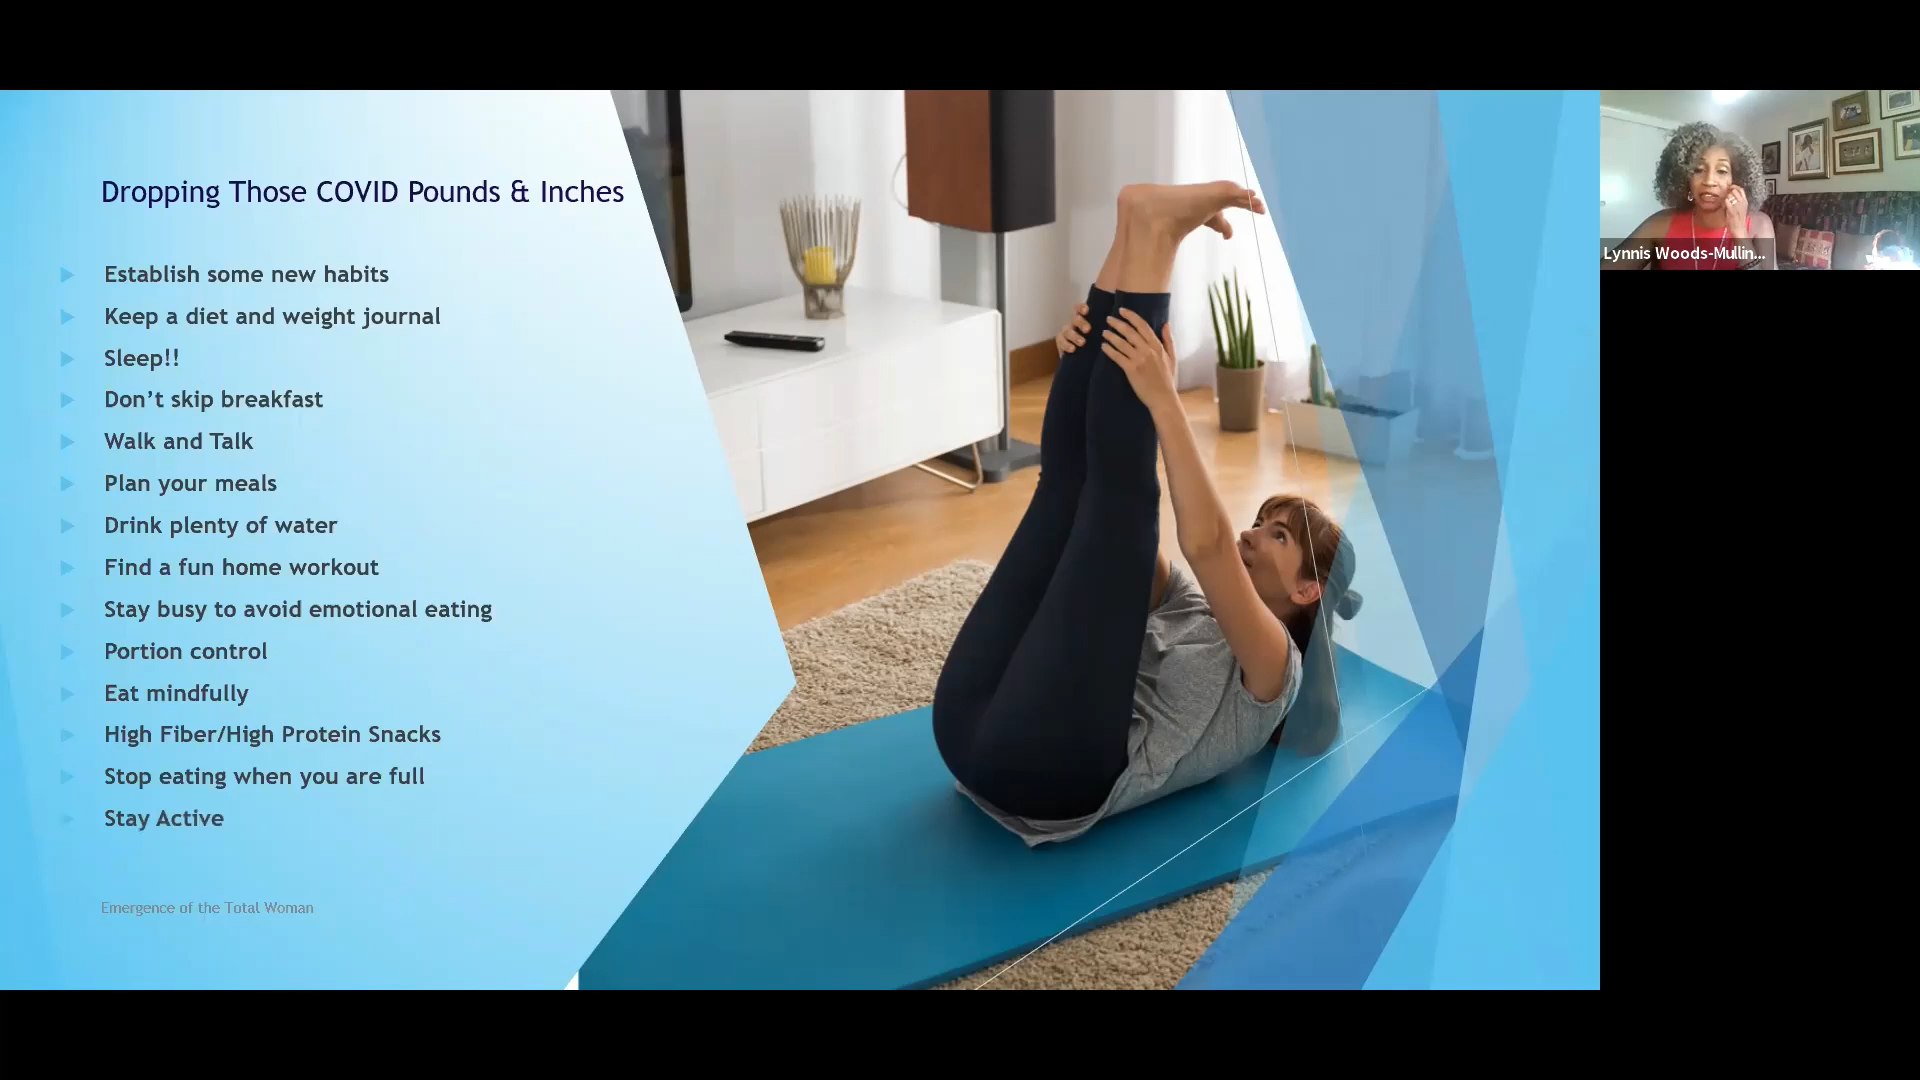 Dropping Those COVID Pounds & Inches
Establish some new habits
Keep a diet and weight journal
Sleep!!
Don’t skip breakfast
Walk and Talk
Plan your meals
Drink plenty of water
Find a fun home workout
Stay busy to avoid emotional eating
Portion control
Eat mindfully
High Fiber/High Protein Snacks
Stop eating when you are full
Stay Active
Emergence of the Total Woman
Lynnis Woods-Mullin...